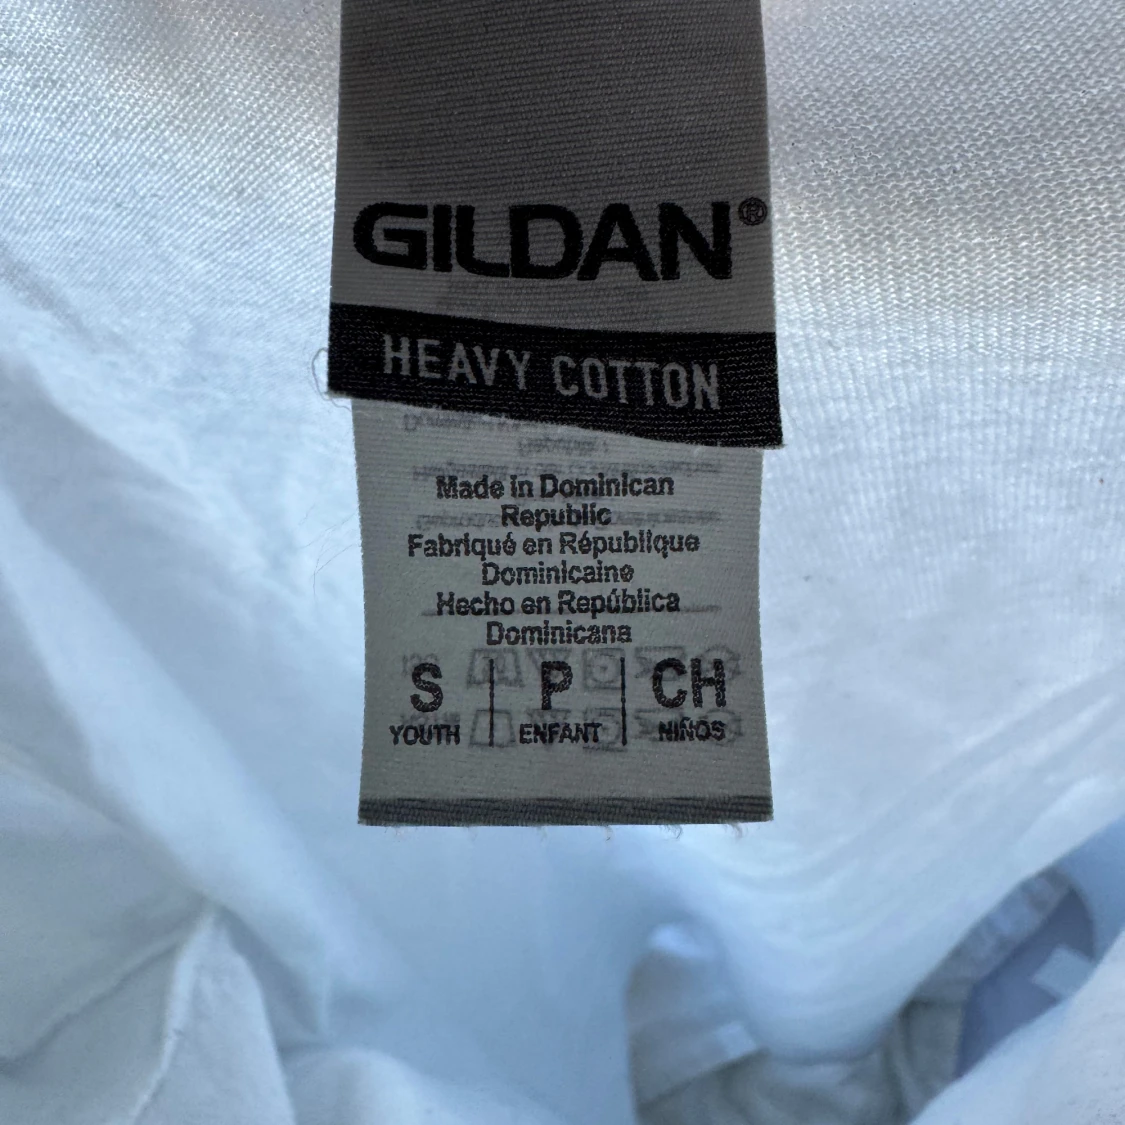 GILDAN®
HEAVY COTTON
Made in Dominican
Republic
Fabriqué en République
Dominicaine
Hecho en República
Dominicana
S | P | CH
YOUTH | ENFANT | NIÑOS